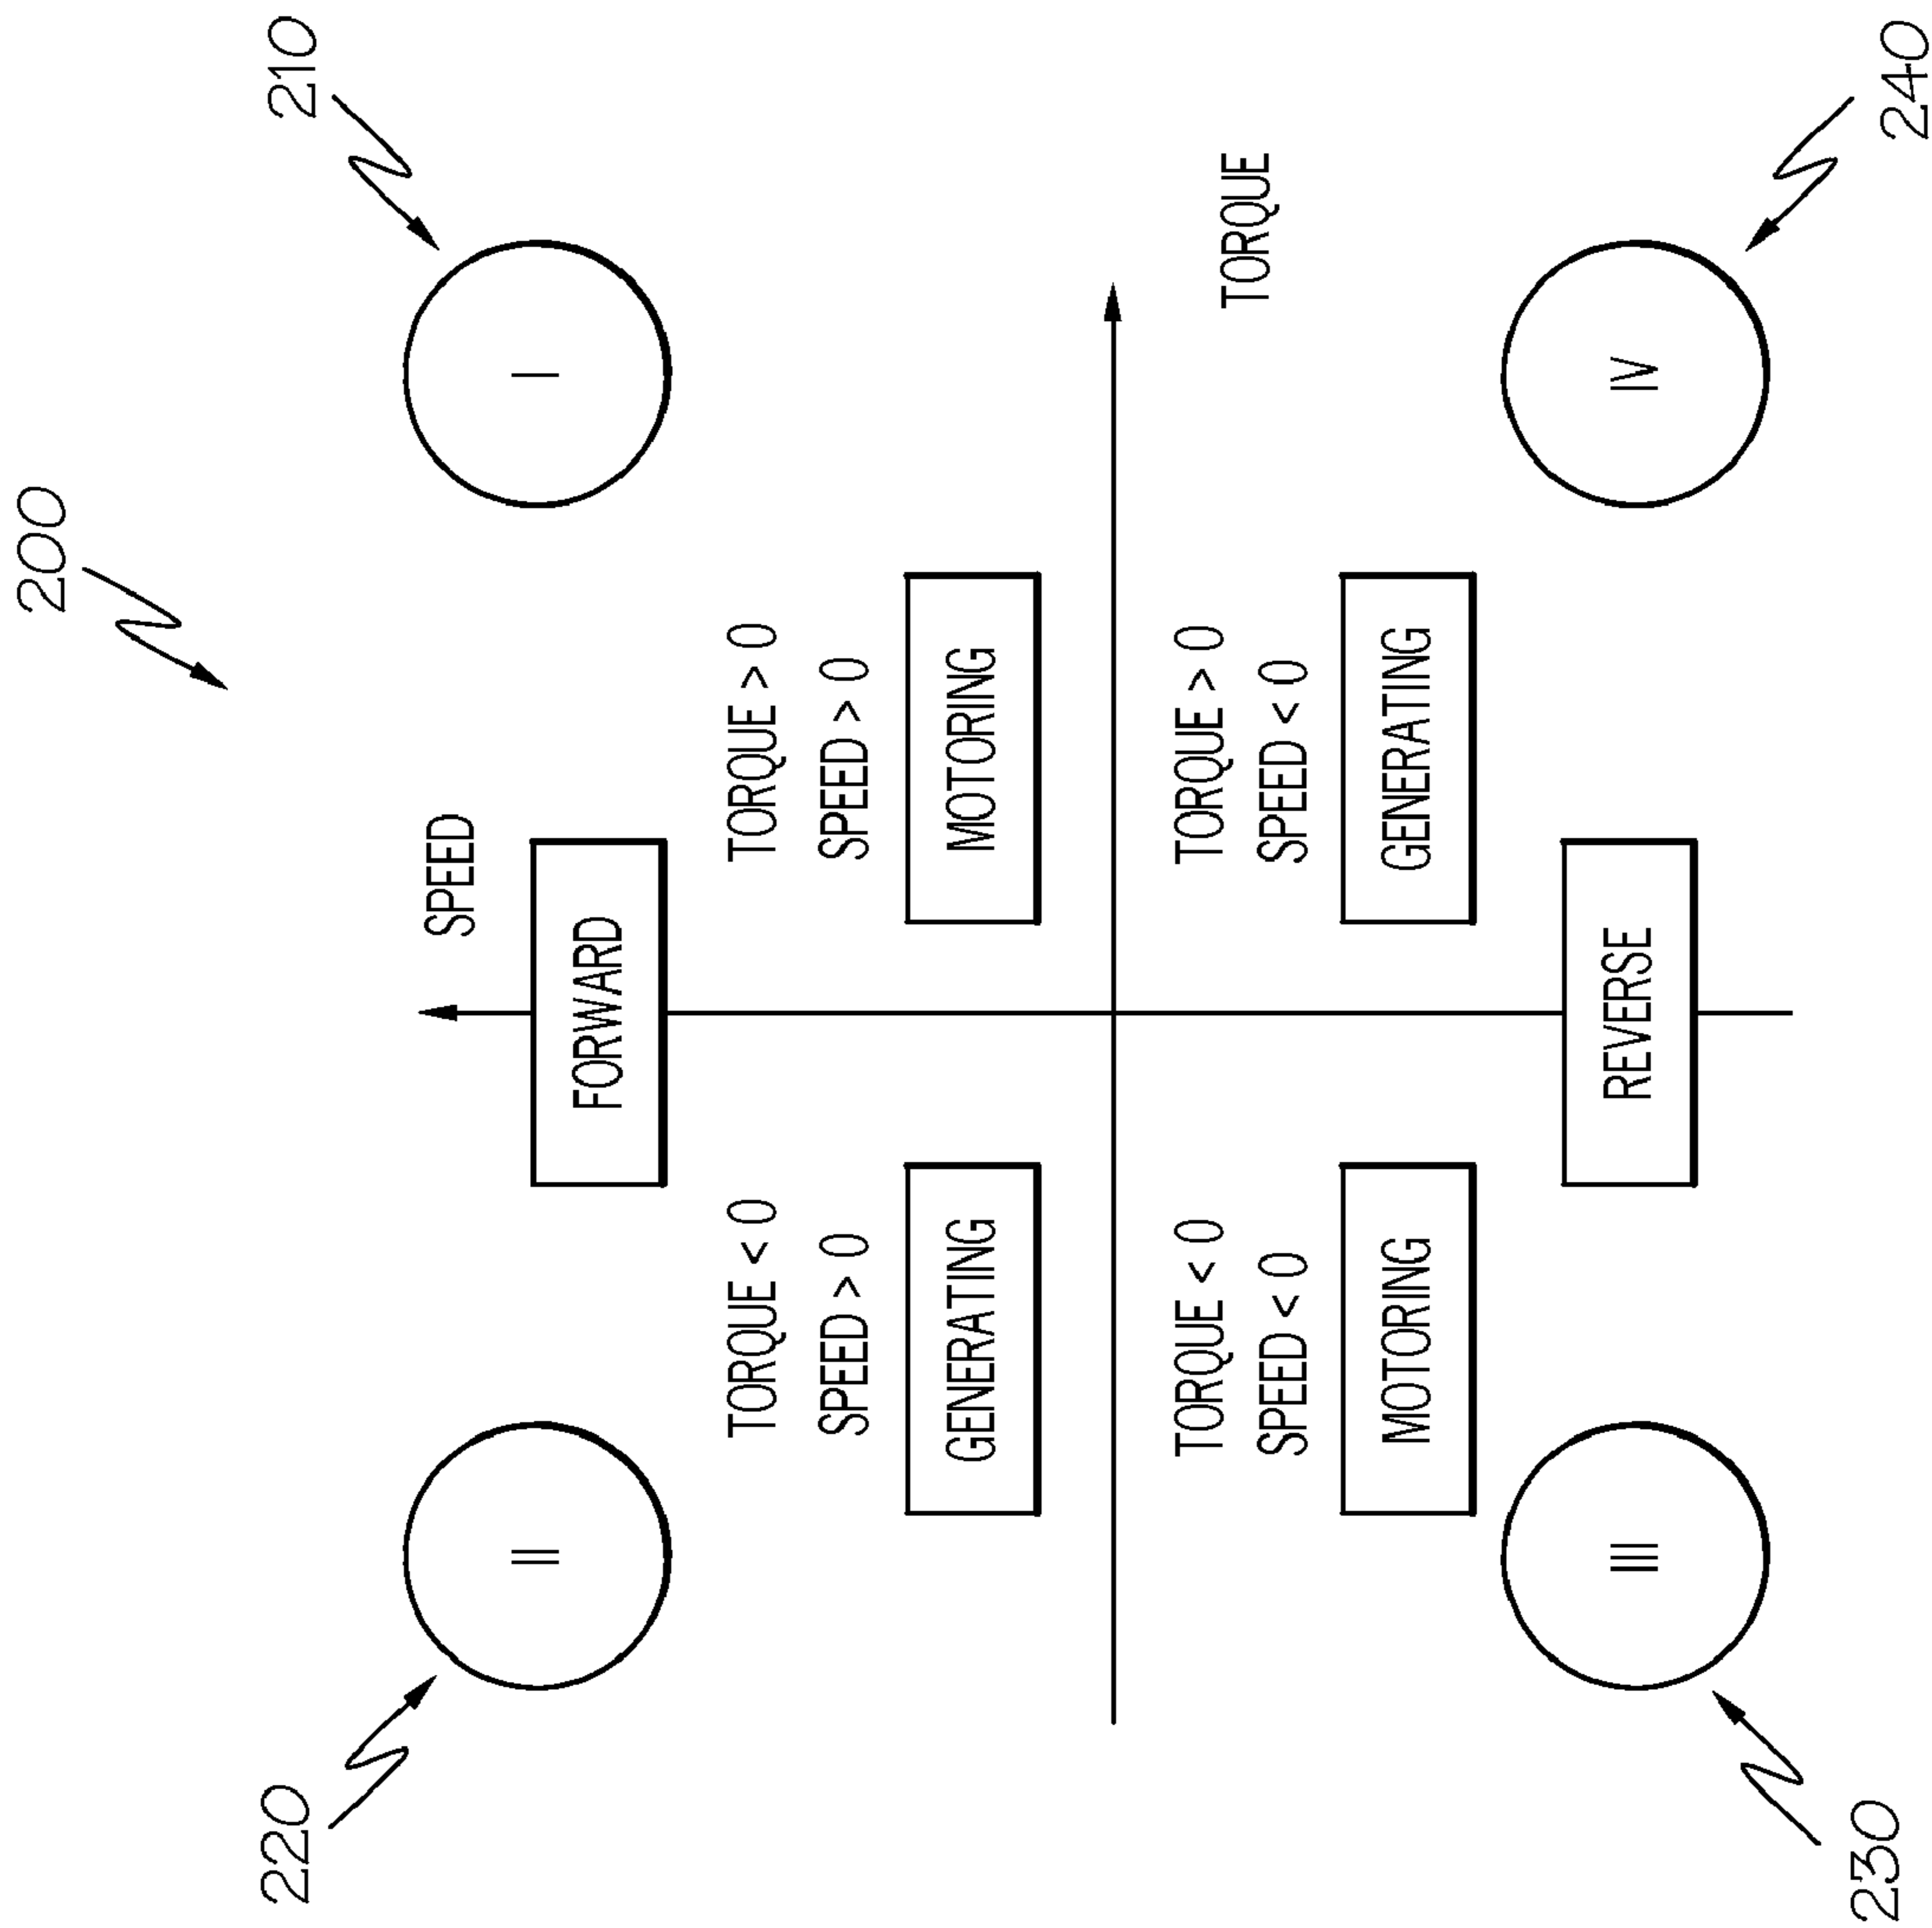 200
220
210
II
SPEED
I
FORWARD
TORQUE < 0
SPEED > 0
GENERATING
TORQUE > 0
SPEED > 0
MOTORING
TORQUE
TORQUE < 0
SPEED < 0
MOTORING
TORQUE > 0
SPEED < 0
GENERATING
III
REVERSE
IV
230
240